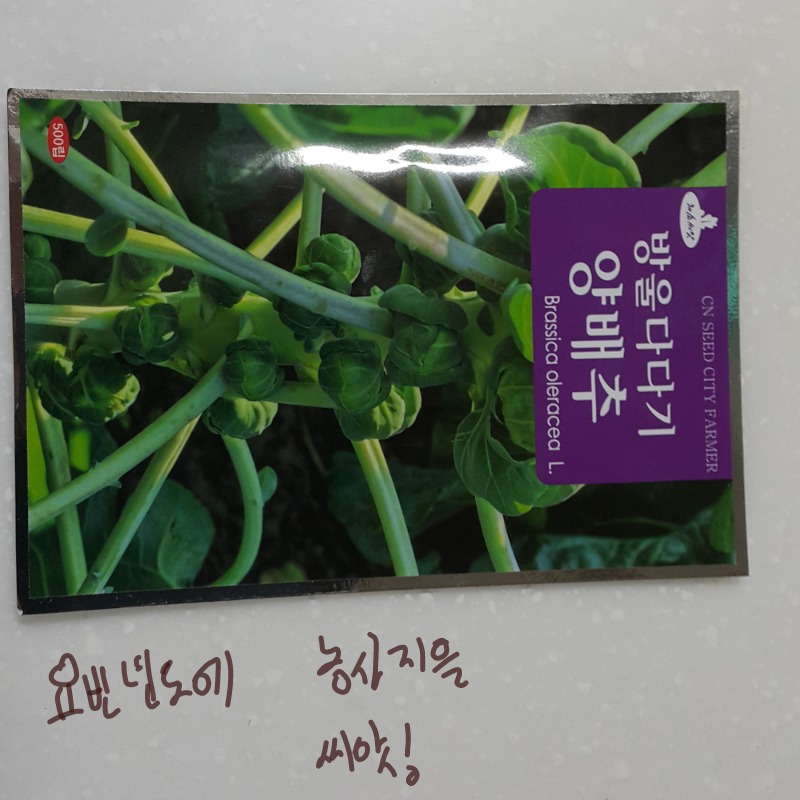 500립
CN SEED CITY FARMER
방울다다기
양배추
Brassica oleracea L.
요번년도에 농사지을
씨앗싱